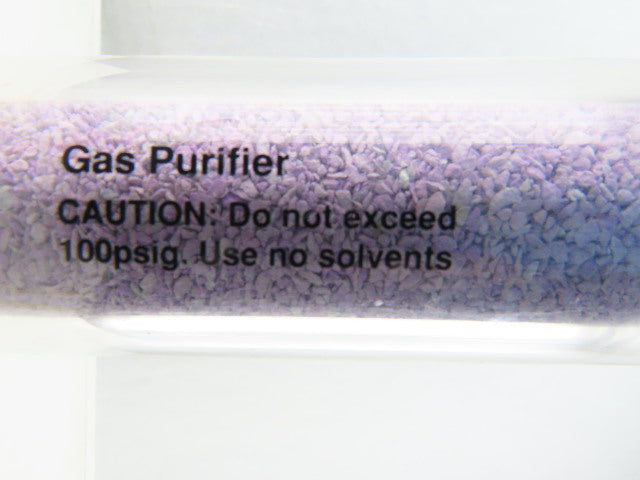 Gas Purifier
CAUTION: Do not exceed
100psig. Use no solvents